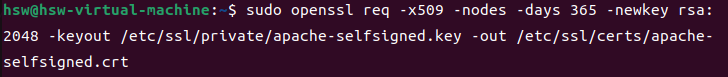 hsw@hsw-virtual-machine:~$ sudo openssl req -x509 -nodes -days 365 -newkey rsa:
2048 -keyout /etc/ssl/private/apache-selfsigned.key -out /etc/ssl/certs/apache-
selfsigned.crt